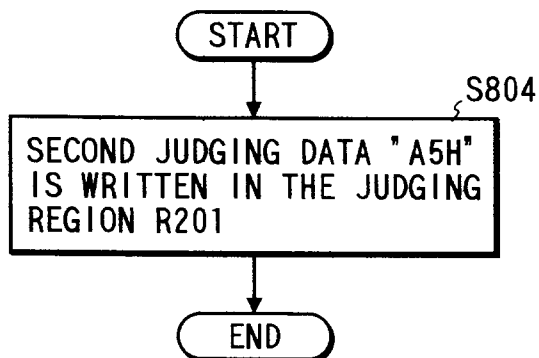 START
S804
SECOND JUDGING DATA "A5H"
IS WRITTEN IN THE JUDGING
REGION R201
END